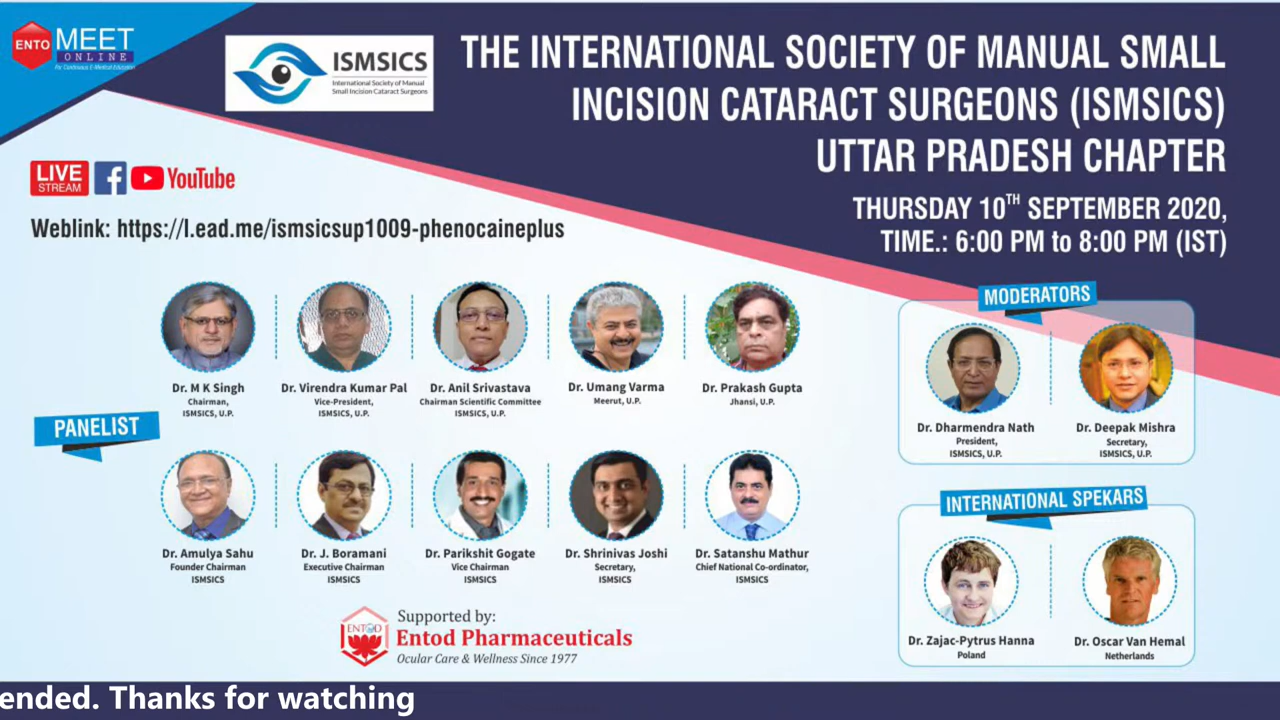 ENTO MEET
ONLINE
For Continuous E-Medical Education
ISMSICS
International Society of Manual
Small Incision Cataract Surgeons
THE INTERNATIONAL SOCIETY OF MANUAL SMALL
INCISION CATARACT SURGEONS (ISMSICS)
UTTAR PRADESH CHAPTER
THURSDAY 10TH SEPTEMBER 2020,
TIME.: 6:00 PM to 8:00 PM (IST)
LIVE
STREAM
f
YouTube
Weblink: https://l.ead.me/ismsicsup1009-phenocaineplus
PANELIST
Dr. M K Singh
Chairman,
ISMSICS, U.P.
Dr. Virendra Kumar Pal
Vice-President,
ISMSICS, U.P.
Dr. Anil Srivastava
Chairman Scientific Committee
ISMSICS, U.P.
Dr. Umang Varma
Meerut, U.P.
Dr. Prakash Gupta
Jhansi, U.P.
Dr. Amulya Sahu
Founder Chairman
ISMSICS
Dr. J. Boramani
Executive Chairman
ISMSICS
Dr. Parikshit Gogate
Vice Chairman
ISMSICS
Dr. Shrinivas Joshi
Secretary,
ISMSICS
Dr. Satanshu Mathur
Chief National Co-ordinator,
ISMSICS
MODERATORS
Dr. Dharmendra Nath
President,
ISMSICS, U.P.
Dr. Deepak Mishra
Secretary,
ISMSICS, U.P.
INTERNATIONAL SPEKARS
Dr. Zajac-Pytrus Hanna
Poland
Dr. Oscar Van Hemal
Netherlands
ENTOD
Supported by:
Entod Pharmaceuticals
Ocular Care & Wellness Since 1977
ended. Thanks for watching